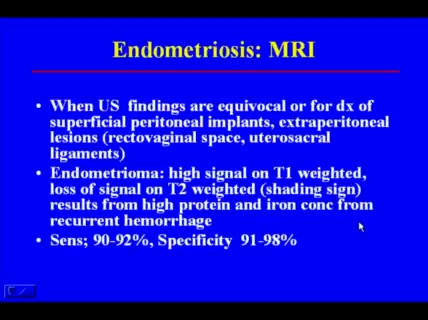 Endometriosis: MRI
• When US findings are equivocal or for dx of
superficial peritoneal implants, extraperitoneal
lesions (rectovaginal space, uterosacral
ligaments)
• Endometrioma: high signal on T1 weighted,
loss of signal on T2 weighted (shading sign)
results from high protein and iron conc from
recurrent hemorrhage
• Sens; 90-92%, Specificity 91-98%